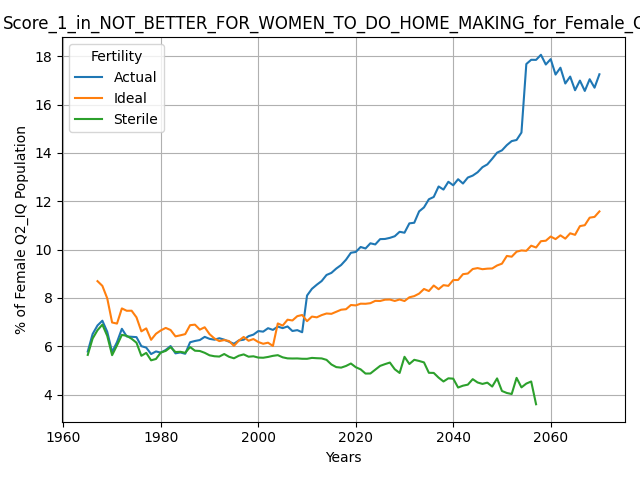 Score_1_in_NOT_BETTER_FOR_WOMEN_TO_DO_HOME_MAKING_for_Female_
Fertility
Actual
Ideal
Sterile
% of Female Q2_IQ Population
18
16
14
12
10
8
6
4
1960
1980
2000
2020
2040
2060
Years